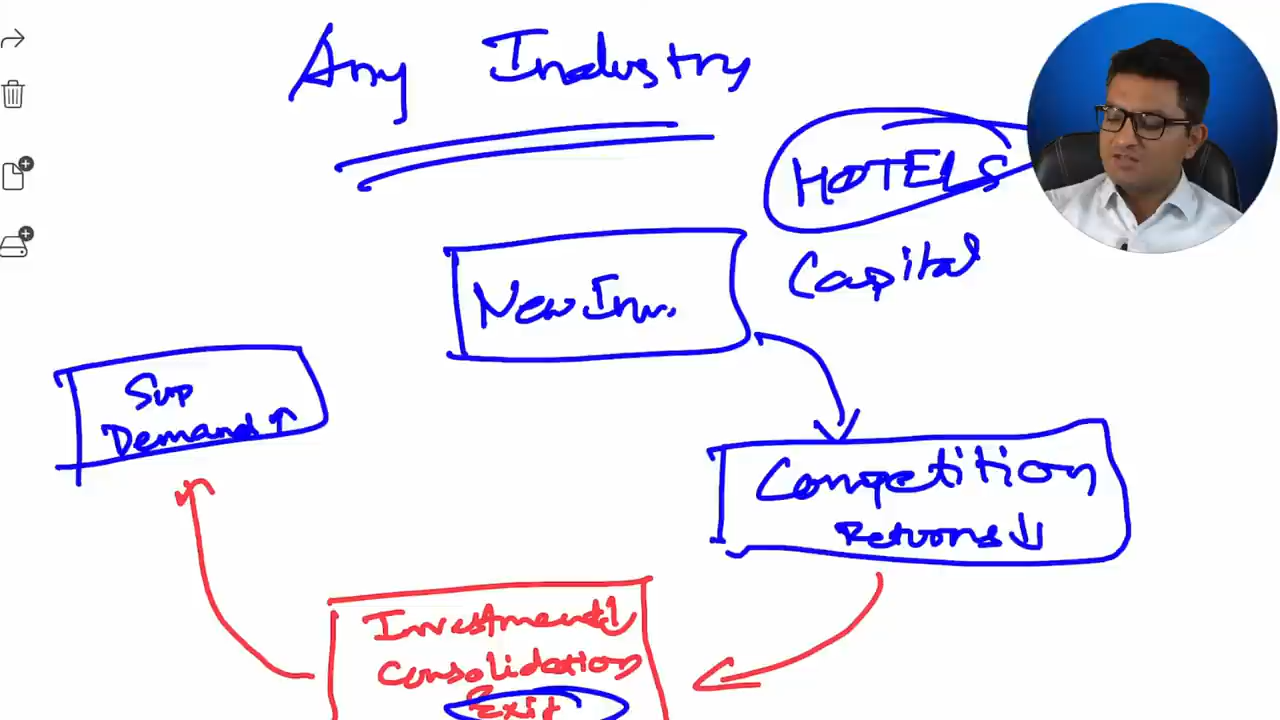 Any Industry
HOTELS
Capital
New Inv.
Sup
Demand↑
Competition
Returns↓↓
Investment↓
Consolidation
Exit